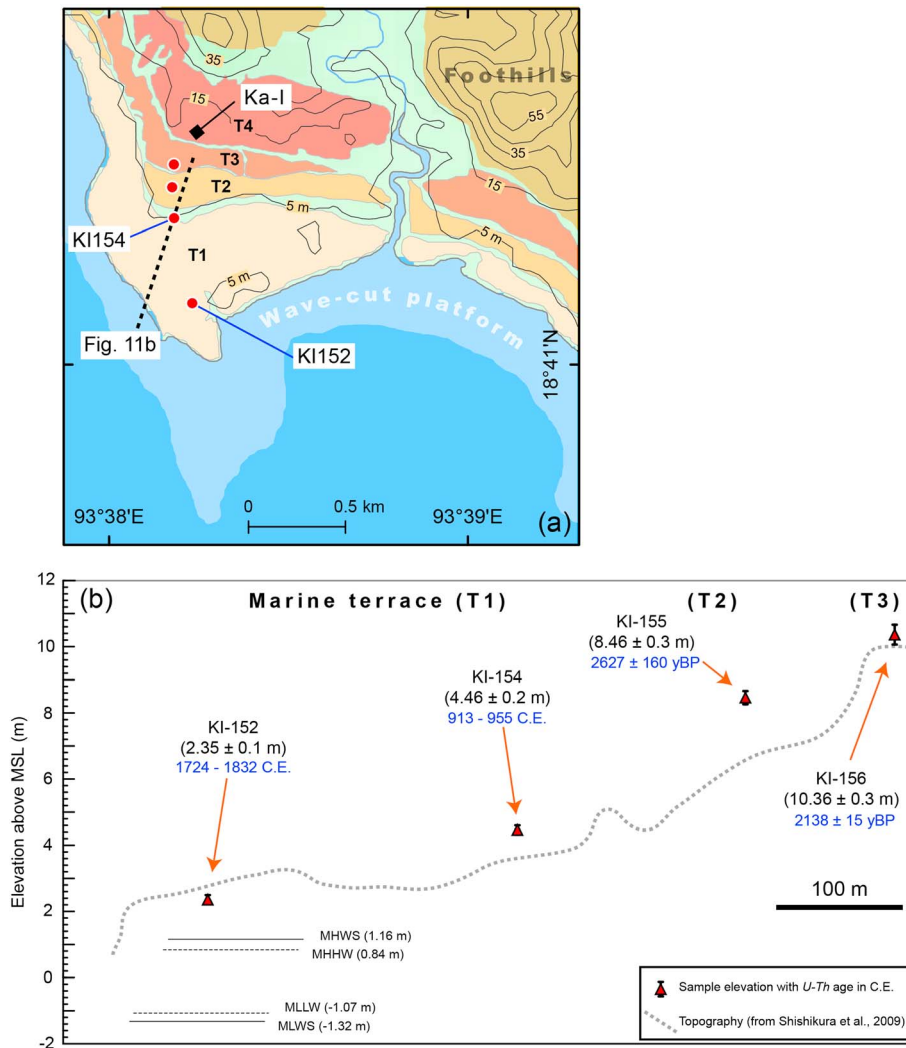 35
Foothills
15
Ka-I
T4
55
T3
35
T2
15
5 m
KI154
T1
5 m
5 m
Wave-cut platform
Fig. 11b
KI152
18°41'N
0 0.5 km
93°38'E
93°39'E
(a)
(b)
Marine terrace (T1) (T2) (T3)
KI-155
(8.46 ± 0.3 m)
2627 ± 160 yBP
KI-154
(4.46 ± 0.2 m)
913 - 955 C.E.
KI-152
(2.35 ± 0.1 m)
1724 - 1832 C.E.
KI-156
(10.36 ± 0.3 m)
2138 ± 15 yBP
100 m
MHWS (1.16 m)
MHHW (0.84 m)
MLLW (-1.07 m)
MLWS (-1.32 m)
Sample elevation with U-Th age in C.E.
Topography (from Shishikura et al., 2009)
Elevation above MSL (m)
12
10
8
6
4
2
0
-2